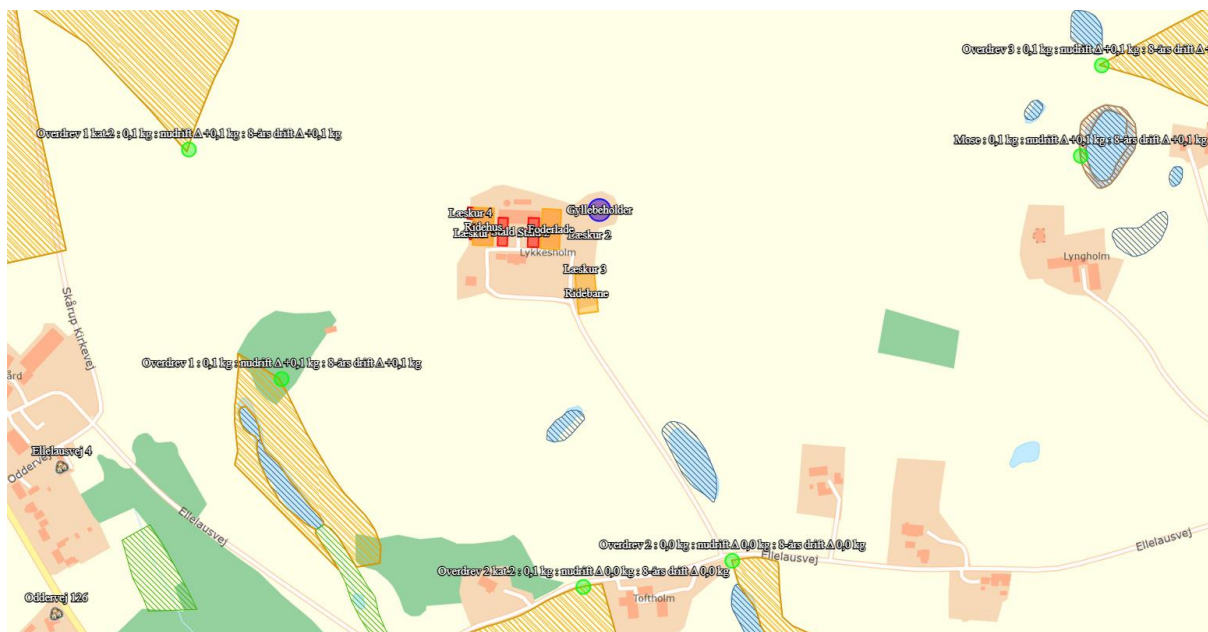 Overdrev 3 : 0,1 kg : nudrift Δ +0,1 kg : 8-års drift Δ +
Overdrev 1 kat.2 : 0,1 kg : nudrift Δ +0,1 kg : 8-års drift Δ +0,1 kg
Mose : 0,1 kg : nudrift Δ +0,1 kg : 8-års drift Δ +0,1 kg
Læskur 4
Gyllebeholder
Ridehus
Foderlade
Læskur
Stald
Læskur 2
Lykkesholm
Lyngholm
Læskur 3
Ridebane
Skårup Kirkevej
Overdrev 1 : 0,1 kg : nudrift Δ +0,1 kg : 8-års drift Δ +0,1 kg
ård
Ellelausvej 4
Oddervej
Ellelausvej
Overdrev 2 : 0,0 kg : nudrift Δ 0,0 kg : 8-års drift Δ 0,0 kg
Ellelausvej
Ellelausvej
Overdrev 2 kat.2 : 0,1 kg : nudrift Δ 0,0 kg : 8-års drift Δ 0,0 kg
Toftholm
Oddervej 126